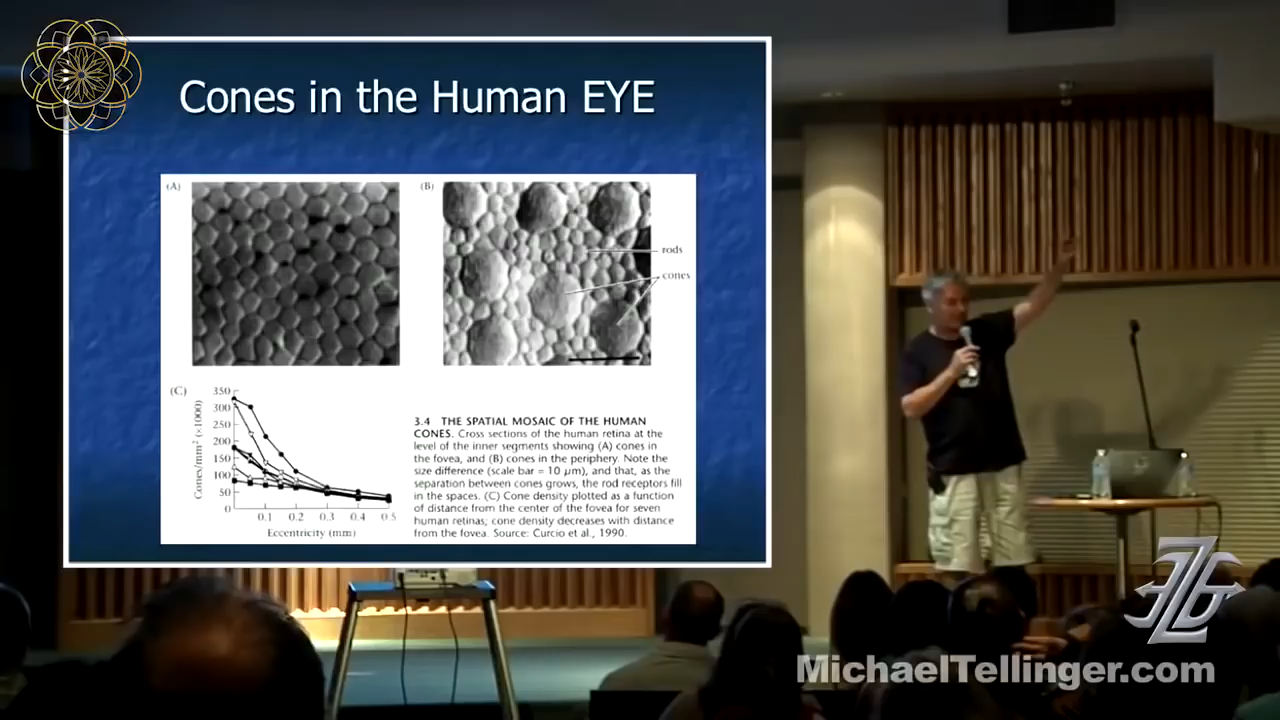 Cones in the Human EYE
(A)
(B)
rods
cones
(C)
350
300
250
200
150
100
50
0
Cones/mm² (×1000)
0.1 0.2 0.3 0.4 0.5
Eccentricity (mm)
3.4 THE SPATIAL MOSAIC OF THE HUMAN
CONES. Cross sections of the human retina at the
level of the inner segments showing (A) cones in
the fovea, and (B) cones in the periphery. Note the
size difference (scale bar = 10 μm), and that, as the
separation between cones grows, the rod receptors fill
in the spaces. (C) Cone density plotted as a function
of distance from the center of the fovea for seven
human retinas; cone density decreases with distance
from the fovea. Source: Curcio et al., 1990.
MichaelTellinger.com